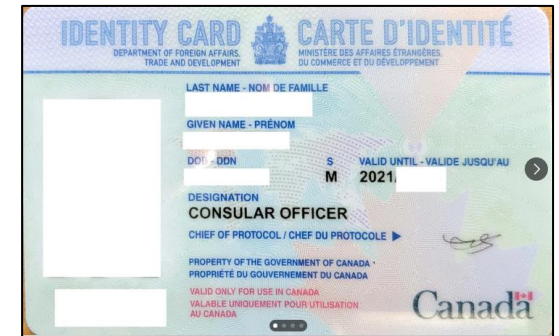 IDENTITY CARD
DEPARTMENT OF FOREIGN AFFAIRS,
TRADE AND DEVELOPMENT
CARTE D'IDENTITÉ
MINISTÈRE DES AFFAIRES ÉTRANGÈRES,
DU COMMERCE ET DU DÉVELOPPEMENT
LAST NAME - NOM DE FAMILLE
GIVEN NAME - PRÉNOM
DOB - DDN
S
M
VALID UNTIL - VALIDE JUSQU'AU
2021/
DESIGNATION
CONSULAR OFFICER
CHIEF OF PROTOCOL / CHEF DU PROTOCOLE
PROPERTY OF THE GOVERNMENT OF CANADA
PROPRIÉTÉ DU GOUVERNEMENT DU CANADA
VALID ONLY FOR USE IN CANADA
VALABLE UNIQUEMENT POUR UTILISATION
AU CANADA
Canada